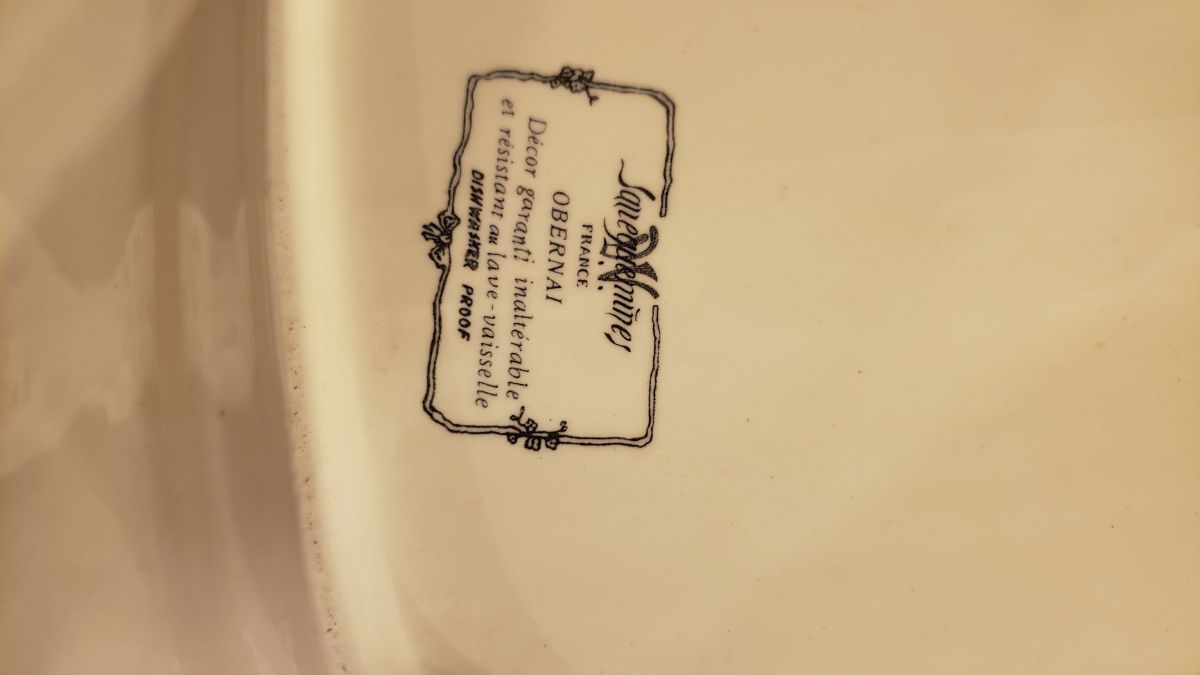 Sarreguemines
FRANCE
OBERNAI
Décor garanti inaltérable
et résistant au lave-vaisselle
DISHWASHER PROOF